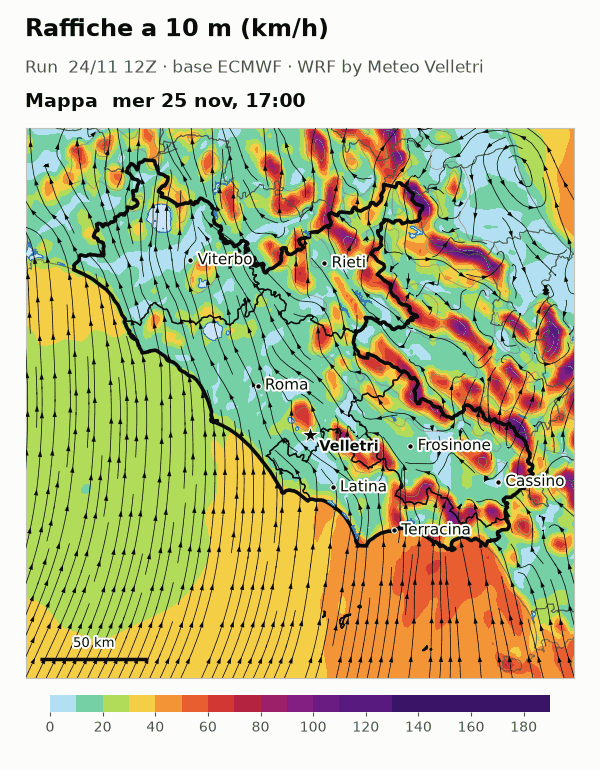 Raffiche a 10 m (km/h)
Run  24/11 12Z · base ECMWF · WRF by Meteo Velletri
Mappa  mer 25 nov, 17:00
Viterbo
Rieti
Roma
Velletri
Frosinone
Latina
Cassino
Terracina
50 km
0 20 40 60 80 100 120 140 160 180